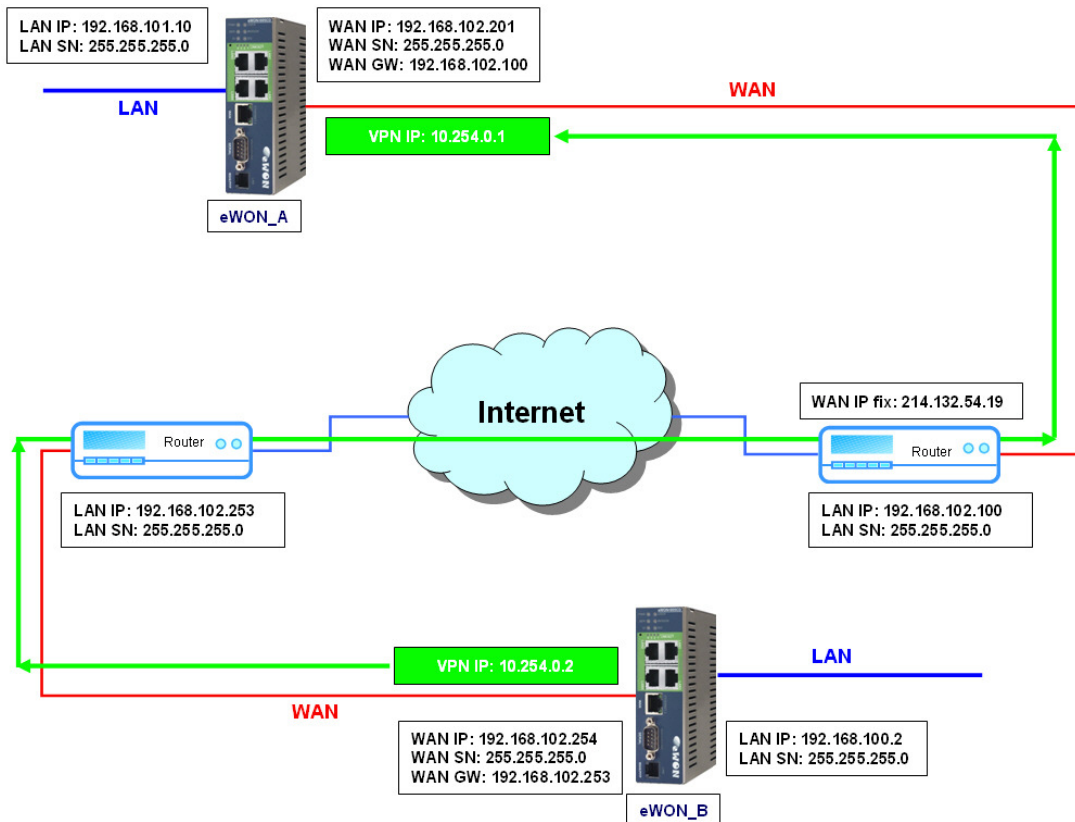 LAN IP: 192.168.101.10
LAN SN: 255.255.255.0
WAN IP: 192.168.102.201
WAN SN: 255.255.255.0
WAN GW: 192.168.102.100
LAN
WAN
VPN IP: 10.254.0.1
eWON
eWON_A
Internet
WAN IP fix: 214.132.54.19
Router
Router
LAN IP: 192.168.102.253
LAN SN: 255.255.255.0
LAN IP: 192.168.102.100
LAN SN: 255.255.255.0
VPN IP: 10.254.0.2
LAN
WAN
eWON
WAN IP: 192.168.102.254
WAN SN: 255.255.255.0
WAN GW: 192.168.102.253
LAN IP: 192.168.100.2
LAN SN: 255.255.255.0
eWON_B